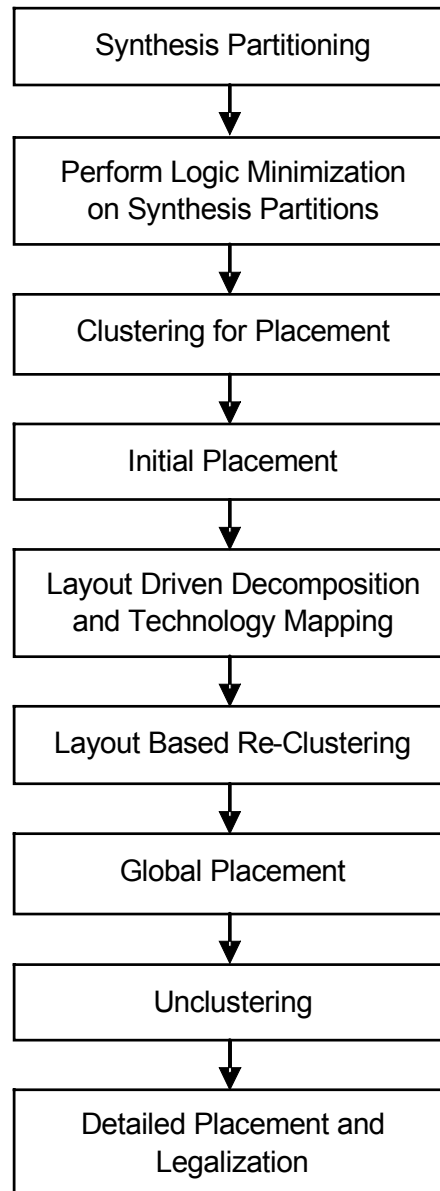 Synthesis Partitioning
Perform Logic Minimization
on Synthesis Partitions
Clustering for Placement
Initial Placement
Layout Driven Decomposition
and Technology Mapping
Layout Based Re-Clustering
Global Placement
Unclustering
Detailed Placement and
Legalization